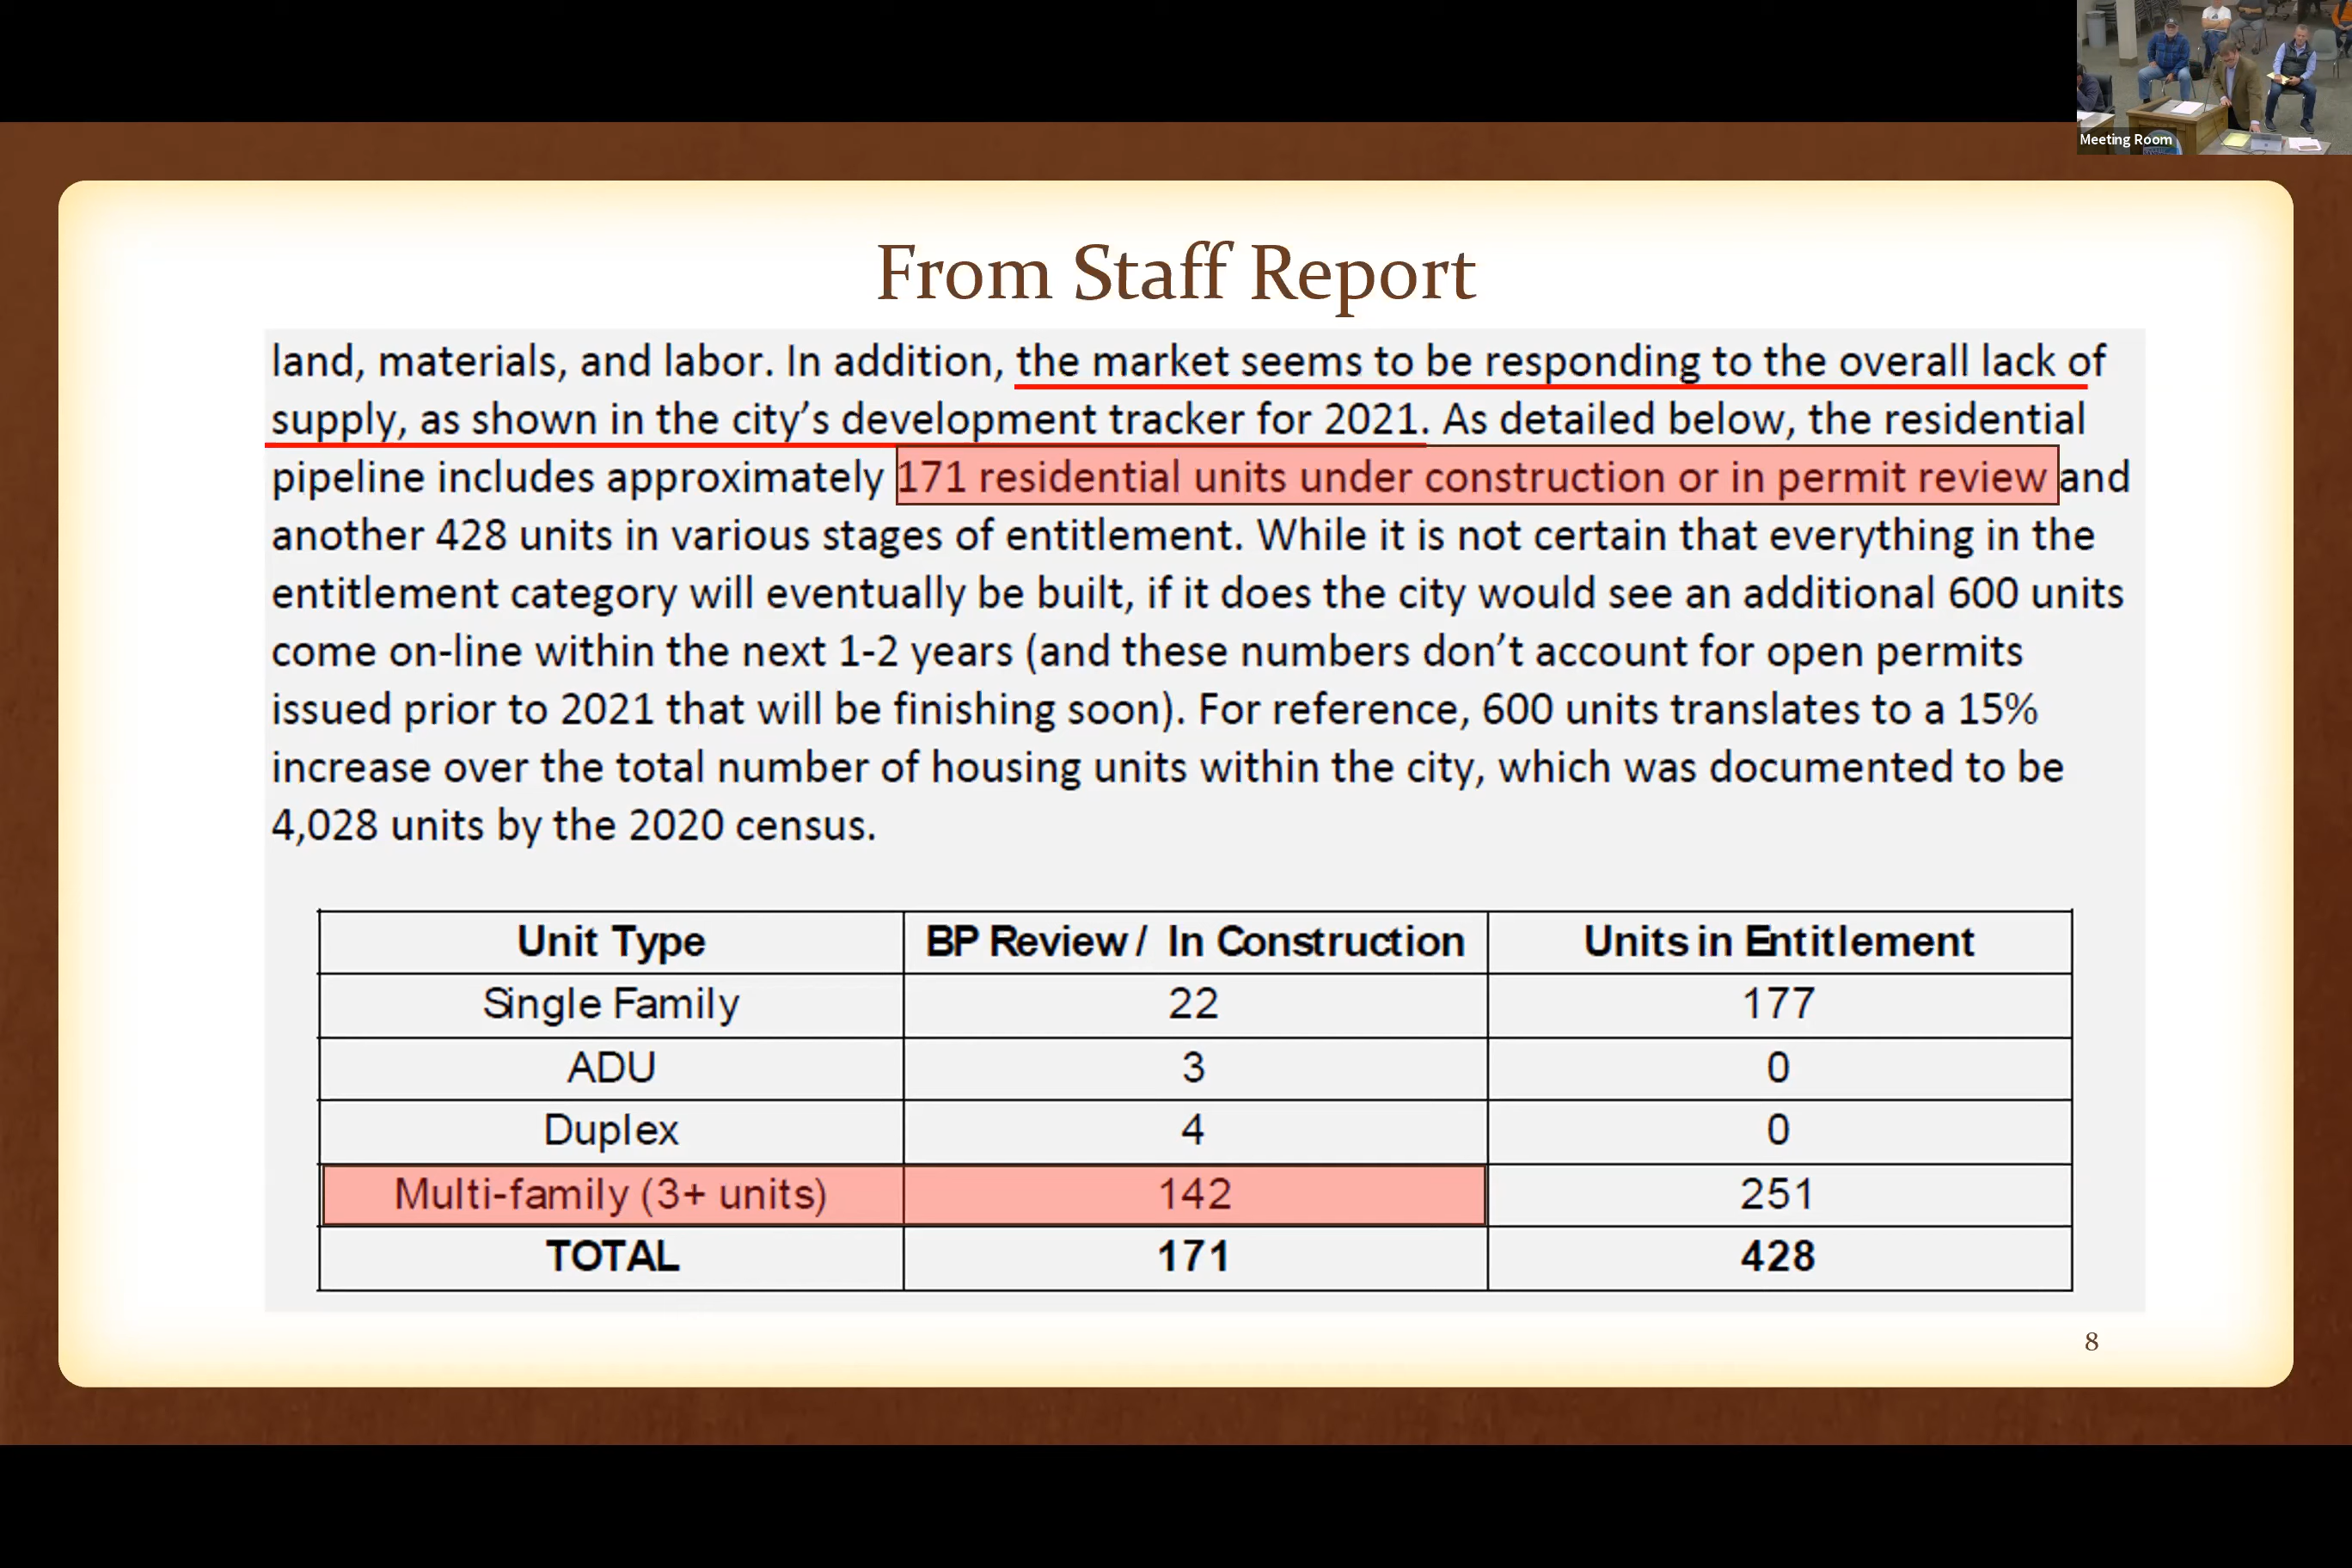 Meeting Room
From Staff Report
land, materials, and labor. In addition, the market seems to be responding to the overall lack of
supply, as shown in the city's development tracker for 2021. As detailed below, the residential
pipeline includes approximately 171 residential units under construction or in permit review and
another 428 units in various stages of entitlement. While it is not certain that everything in the
entitlement category will eventually be built, if it does the city would see an additional 600 units
come on-line within the next 1-2 years (and these numbers don't account for open permits
issued prior to 2021 that will be finishing soon). For reference, 600 units translates to a 15%
increase over the total number of housing units within the city, which was documented to be
4,028 units by the 2020 census.
Unit Type BP Review / In Construction Units in Entitlement
Single Family 22 177
ADU 3 0
Duplex 4 0
Multi-family (3+ units) 142 251
TOTAL 171 428
8